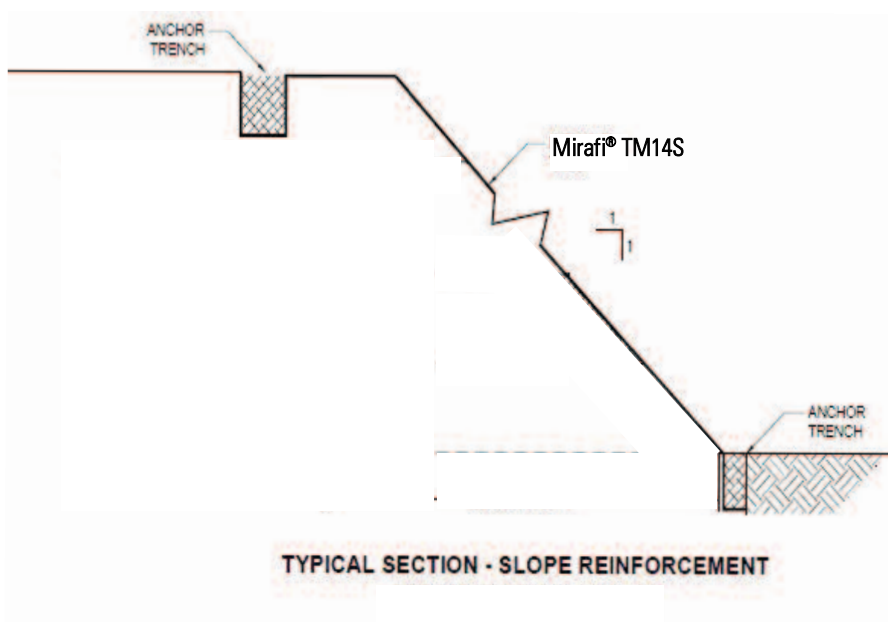 ANCHOR
TRENCH
Mirafi® TM14S
1
1
ANCHOR
TRENCH
TYPICAL SECTION - SLOPE REINFORCEMENT